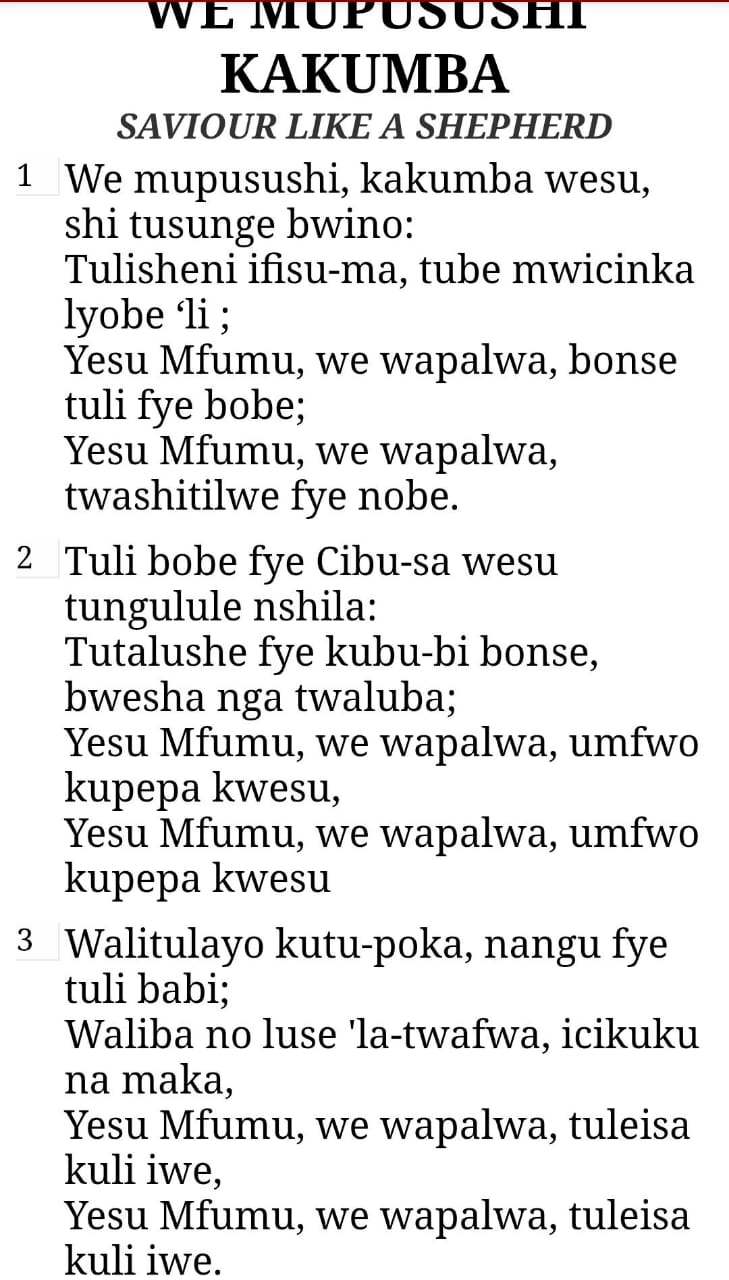 WE MUPUSUSHI
KAKUMBA
SAVIOUR LIKE A SHEPHERD
1 We mupusushi, kakumba wesu,
shi tusunge bwino:
Tulisheni ifisu-ma, tube mwicinka
lyobe ‘li ;
Yesu Mfumu, we wapalwa, bonse
tuli fye bobe;
Yesu Mfumu, we wapalwa,
twashitilwe fye nobe.
2 Tuli bobe fye Cibu-sa wesu
tungulule nshila:
Tutalushe fye kubu-bi bonse,
bwesha nga twaluba;
Yesu Mfumu, we wapalwa, umfwo
kupepa kwesu,
Yesu Mfumu, we wapalwa, umfwo
kupepa kwesu
3 Walitulayo kutu-poka, nangu fye
tuli babi;
Waliba no luse 'la-twafwa, icikuku
na maka,
Yesu Mfumu, we wapalwa, tuleisa
kuli iwe,
Yesu Mfumu, we wapalwa, tuleisa
kuli iwe.